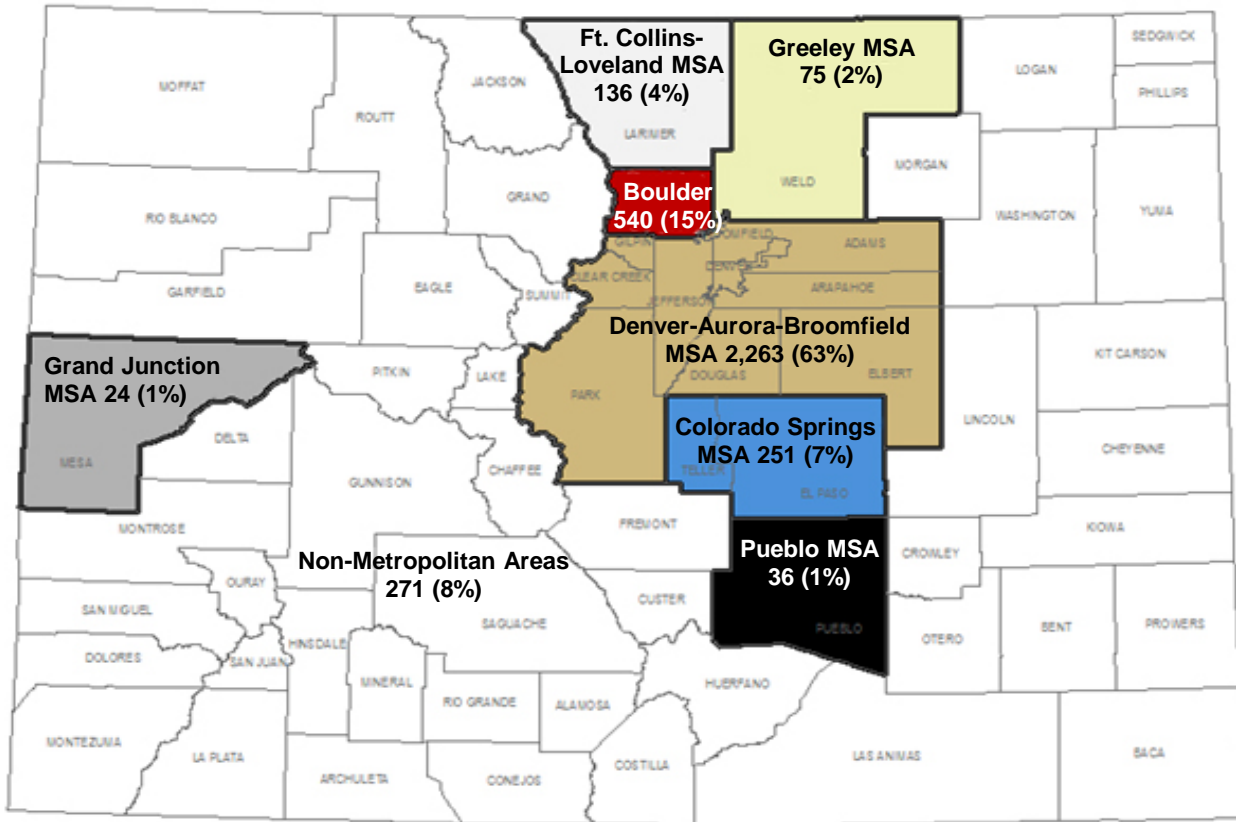 Ft. Collins-
Loveland MSA
136 (4%)
Greeley MSA
75 (2%)
SEDGWICK
LOGAN
PHILLIPS
MOFFAT
JACKSON
ROUTT
LARIMER
MORGAN
WELD
GRAND
Boulder
540 (15%)
RIO BLANCO
WASHINGTON
YUMA
GILPIN
ADAMS
DENVER
CLEAR CREEK
EAGLE
SUMMIT
GARFIELD
ARAPAHOE
JEFFERSON
Denver-Aurora-Broomfield
MSA 2,263 (63%)
Grand Junction
MSA 24 (1%)
PITKIN
LAKE
DOUGLAS
ELBERT
KIT CARSON
PARK
LINCOLN
DELTA
Colorado Springs
MSA 251 (7%)
MESA
CHAFFEE
TELLER
CHEYENNE
GUNNISON
EL PASO
MONTROSE
FREMONT
KIOWA
Pueblo MSA
36 (1%)
CROWLEY
Non-Metropolitan Areas
271 (8%)
OURAY
CUSTER
SAN MIGUEL
SAGUACHE
PUEBLO
OTERO
BENT
PROWERS
HINSDALE
DOLORES
SAN JUAN
MINERAL
HUERFANO
RIO GRANDE
ALAMOSA
MONTEZUMA
LA PLATA
LAS ANIMAS
BACA
COSTILLA
ARCHULETA
CONEJOS